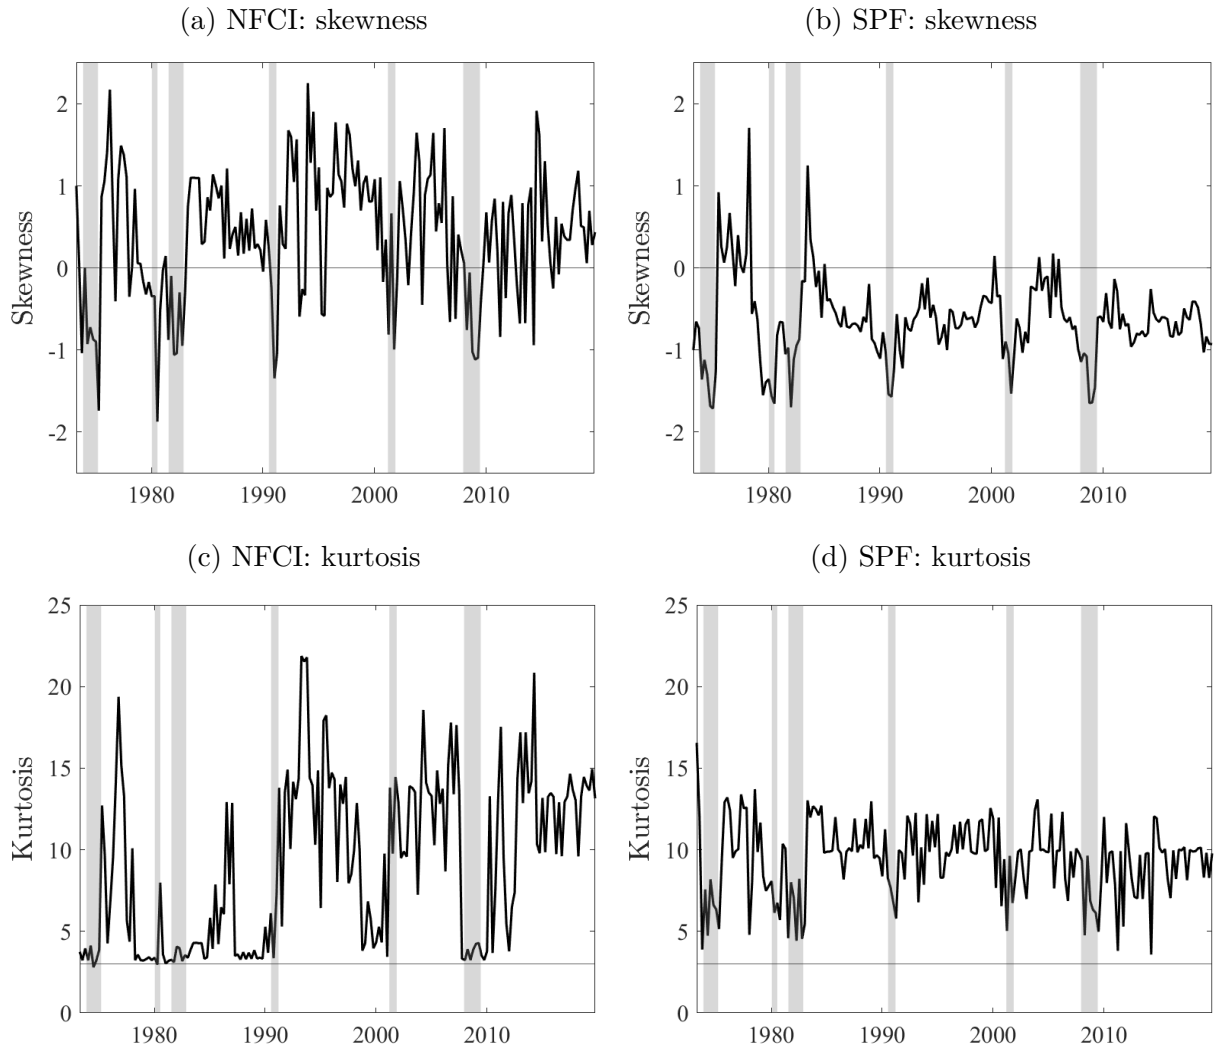 (a) NFCI: skewness
(b) SPF: skewness
Skewness
2
1
0
-1
-2
1980 1990 2000 2010
Skewness
2
1
0
-1
-2
1980 1990 2000 2010
(c) NFCI: kurtosis
(d) SPF: kurtosis
Kurtosis
25
20
15
10
5
0
1980 1990 2000 2010
Kurtosis
25
20
15
10
5
0
1980 1990 2000 2010